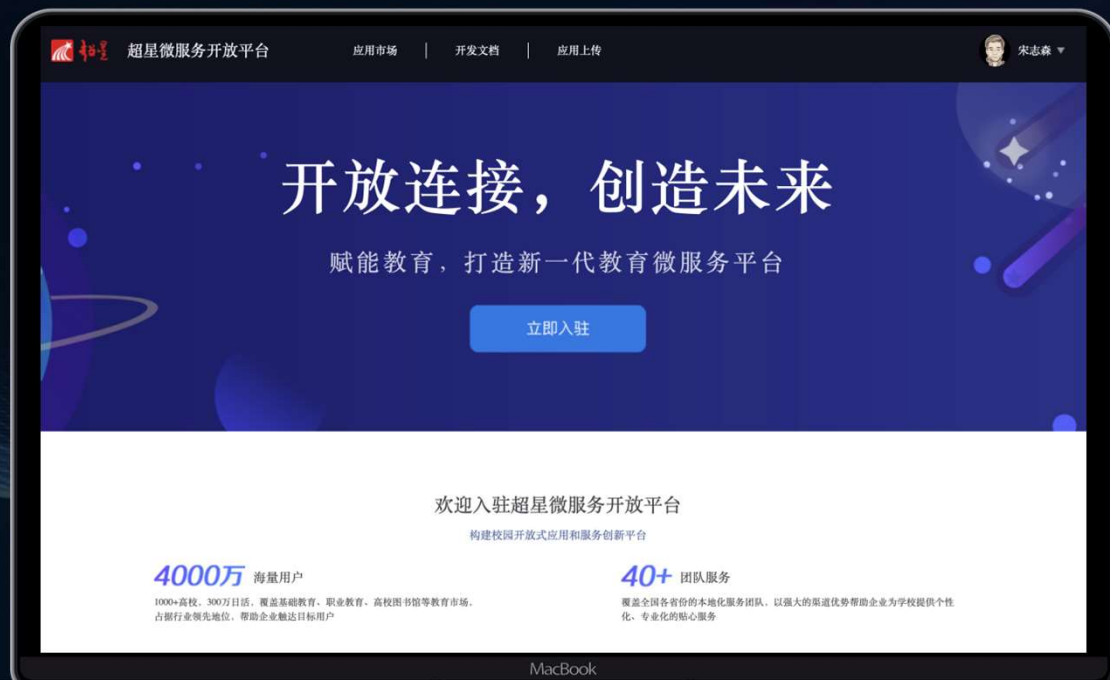 超星 超星微服务开放平台 应用市场 开发文档 应用上传 宋志森
开放连接，创造未来
赋能教育，打造新一代教育微服务平台
立即入驻
欢迎入驻超星微服务开放平台
构建校园开放式应用和服务创新平台
4000万 海量用户
1000+高校，300万日活，覆盖基础教育、职业教育、高校图书馆等教育市场，
占据行业领先地位，帮助企业触达目标用户
40+ 团队服务
覆盖全国各省份的本地化服务团队，以强大的渠道优势帮助企业为学校提供个性
化、专业化的贴心服务
MacBook